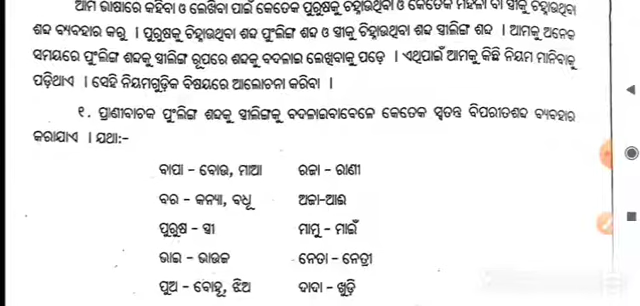 ଆମ ଭାଷାରେ କହିବା ଓ ଲେଖିବା ପାଇଁ କେତେକ ପୁରୁଷକୁ ଚିହ୍ନାଉଥିବା ଓ କେତେକ ମହିଳା ବା ସ୍ତ୍ରୀକୁ ଚିହ୍ନାଉଥିବା
ଶବ୍ଦ ବ୍ୟବହାର କରୁ । ପୁରୁଷକୁ ଚିହ୍ନାଉଥିବା ଶବ୍ଦ ପୁଂଲିଙ୍ଗ ଶବ୍ଦ ଓ ସ୍ତ୍ରୀକୁ ଚିହ୍ନାଉଥିବା ଶବ୍ଦ ସ୍ତ୍ରୀଲିଙ୍ଗ ଶବ୍ଦ । ଆମକୁ ଅନେକ
ସମୟରେ ପୁଂଲିଙ୍ଗ ଶବ୍ଦକୁ ସ୍ତ୍ରୀଲିଙ୍ଗ ରୂପରେ ଶବ୍ଦକୁ ବଦଳାଇ ଲେଖିବାକୁ ପଡ଼େ । ଏଥିପାଇଁ ଆମକୁ କିଛି ନିୟମ ମାନିବାକୁ
ପଡ଼ିଥାଏ । ସେହି ନିୟମଗୁଡ଼ିକ ବିଷୟରେ ଆଲୋଚନା କରିବା ।
୧. ପ୍ରାଣୀବାଚକ ପୁଂଲିଙ୍ଗ ଶବ୍ଦକୁ ସ୍ତ୍ରୀଲିଙ୍ଗକୁ ବଦଳାଇବାବେଳେ କେତେକ ସ୍ୱତନ୍ତ୍ର ବିପରୀତଶବ୍ଦ ବ୍ୟବହାର
କରାଯାଏ । ଯଥା:-
ବାପା - ବୋଉ, ମାଆ ରଜା - ରାଣୀ
ବର - କନ୍ୟା, ବଧୂ ଅଜା-ଆଈ
ପୁରୁଷ - ସ୍ତ୍ରୀ ମାମୁ - ମାଇଁ
ଭାଇ - ଭାଉଜ ନେତା - ନେତ୍ରୀ
ପୁଅ - ବୋହୂ, ଝିଅ ଦାଦା - ଖୁଡ଼ି